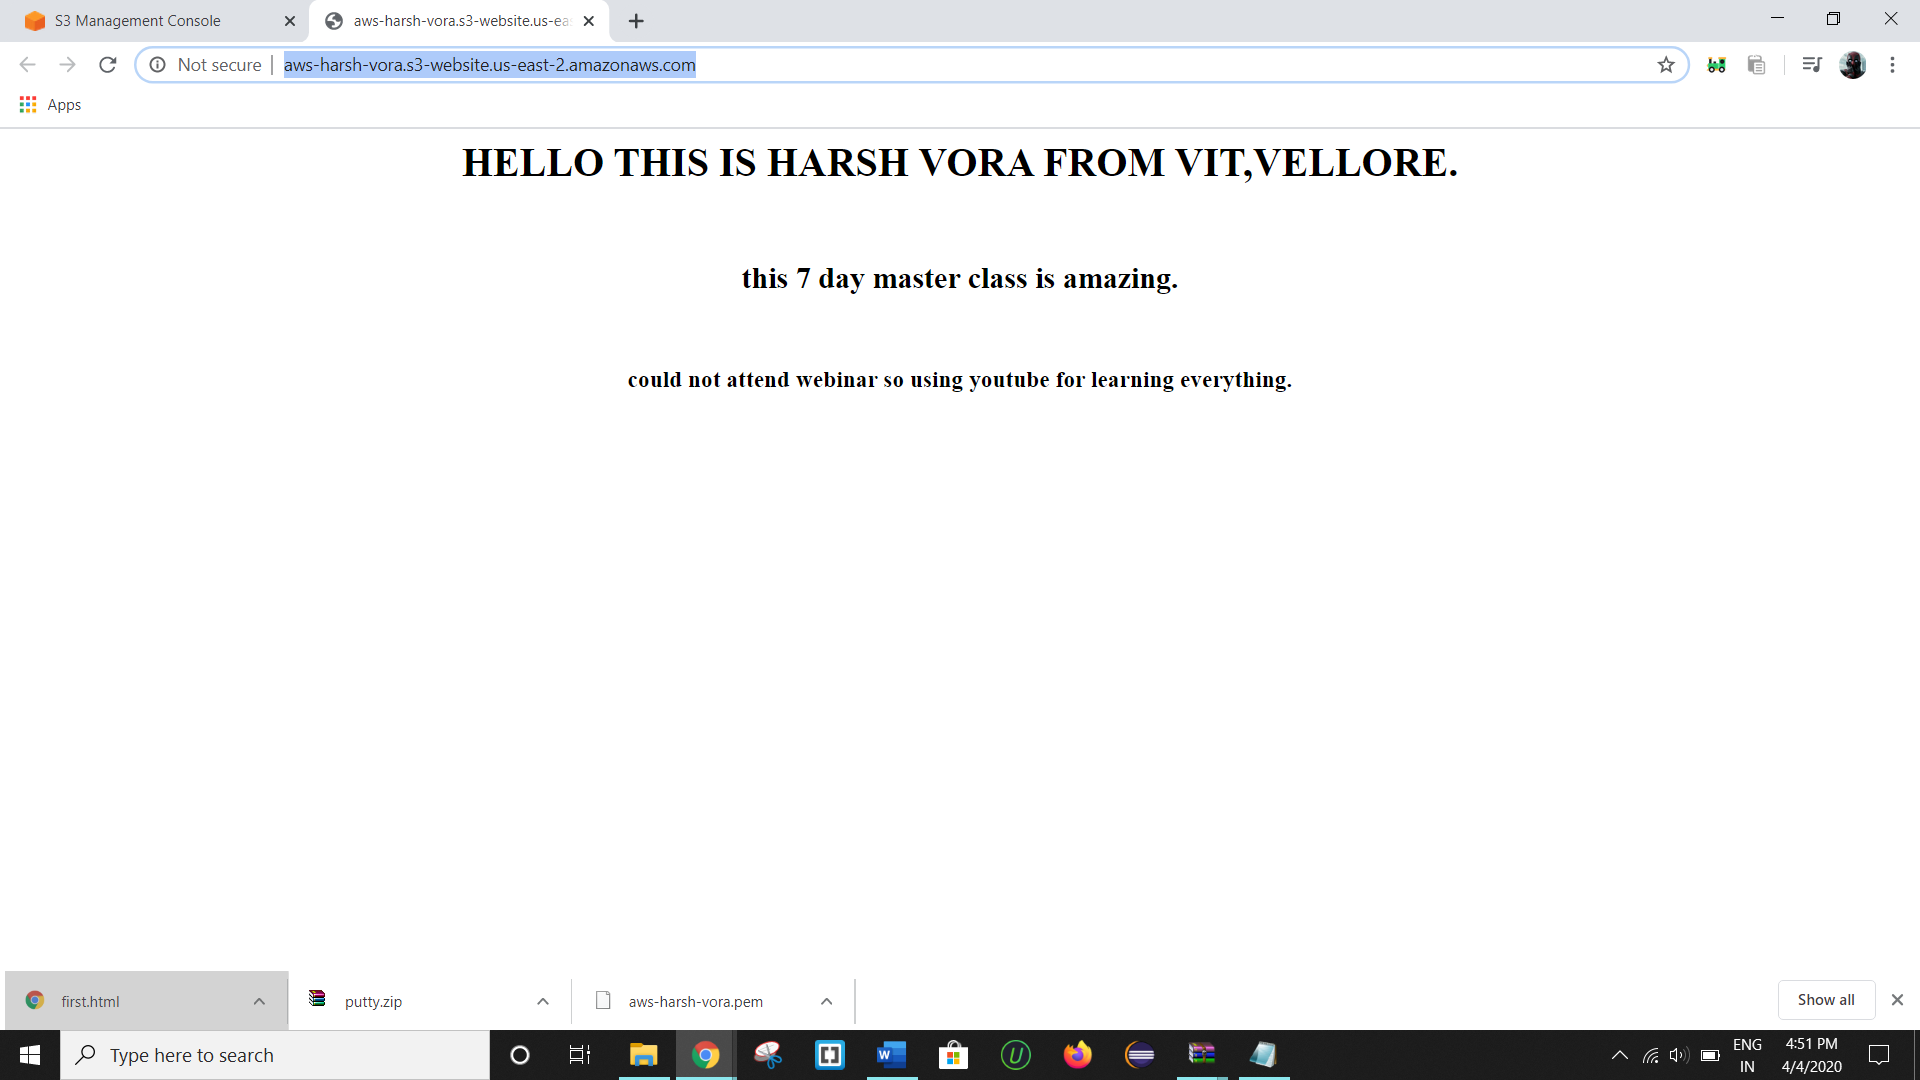 S3 Management Console
aws-harsh-vora.s3-website.us-ea
Not secure | aws-harsh-vora.s3-website.us-east-2.amazonaws.com
Apps
HELLO THIS IS HARSH VORA FROM VIT,VELLORE.
this 7 day master class is amazing.
could not attend webinar so using youtube for learning everything.
first.html
putty.zip
aws-harsh-vora.pem
Show all
Type here to search
W
U
ENG
IN
4:51 PM
4/4/2020